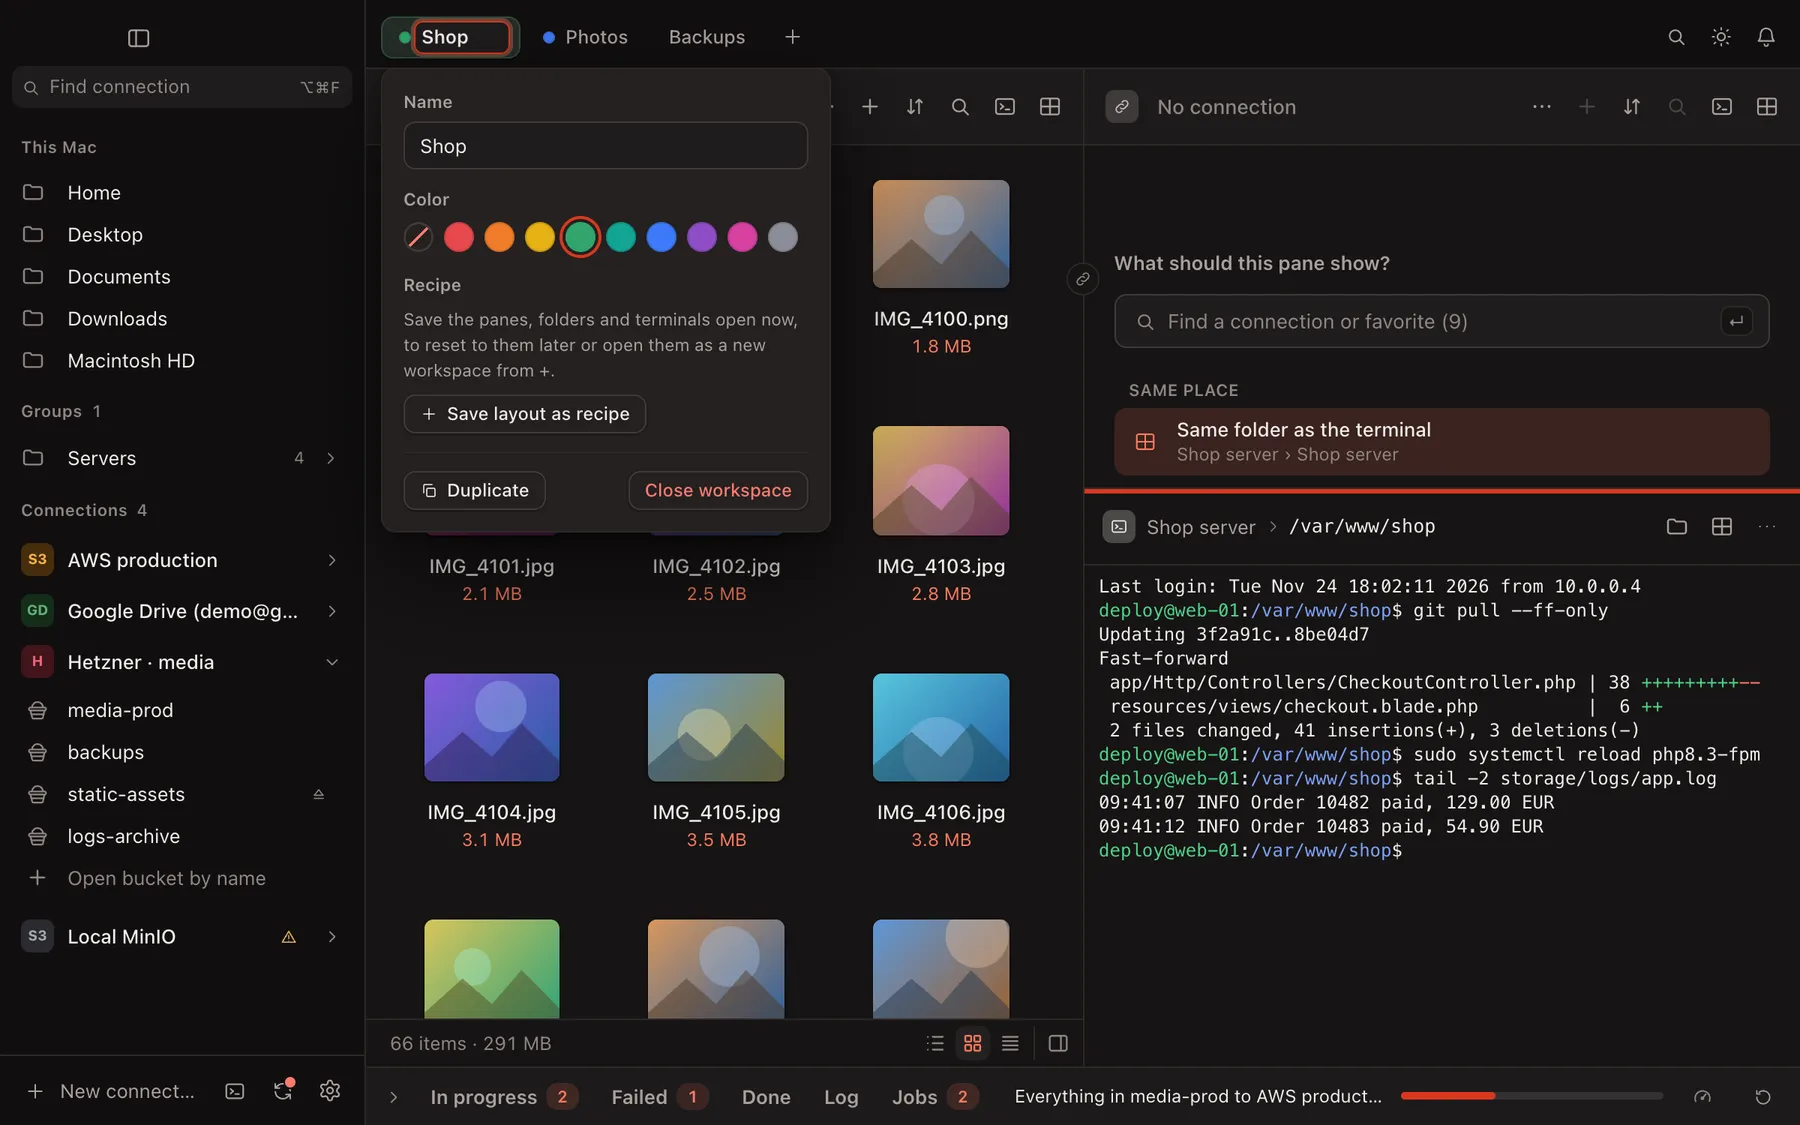 Find connection
⌥⌘F
This Mac
Home
Desktop
Documents
Downloads
Macintosh HD
Groups 1
Servers 4
Connections 4
S3 AWS production
GD Google Drive (demo@g...
H Hetzner · media
media-prod
backups
static-assets
logs-archive
Open bucket by name
S3 Local MinIO
New connect...
Shop
Photos
Backups
Name
Shop
Color
Recipe
Save the panes, folders and terminals open now,
to reset to them later or open them as a new
workspace from +.
Save layout as recipe
Duplicate
Close workspace
IMG_4100.png
1.8 MB
IMG_4101.jpg
2.1 MB
IMG_4102.jpg
2.5 MB
IMG_4103.jpg
2.8 MB
IMG_4104.jpg
3.1 MB
IMG_4105.jpg
3.5 MB
IMG_4106.jpg
3.8 MB
66 items · 291 MB
No connection
What should this pane show?
Find a connection or favorite (9)
SAME PLACE
Same folder as the terminal
Shop server › Shop server
Shop server > /var/www/shop
Last login: Tue Nov 24 18:02:11 2026 from 10.0.0.4
deploy@web-01:/var/www/shop$ git pull --ff-only
Updating 3f2a91c..8be04d7
Fast-forward
app/Http/Controllers/CheckoutController.php | 38 +++++++++--
resources/views/checkout.blade.php | 6 ++
2 files changed, 41 insertions(+), 3 deletions(-)
deploy@web-01:/var/www/shop$ sudo systemctl reload php8.3-fpm
deploy@web-01:/var/www/shop$ tail -2 storage/logs/app.log
09:41:07 INFO Order 10482 paid, 129.00 EUR
09:41:12 INFO Order 10483 paid, 54.90 EUR
deploy@web-01:/var/www/shop$
In progress 2
Failed 1
Done
Log
Jobs 2
Everything in media-prod to AWS product...